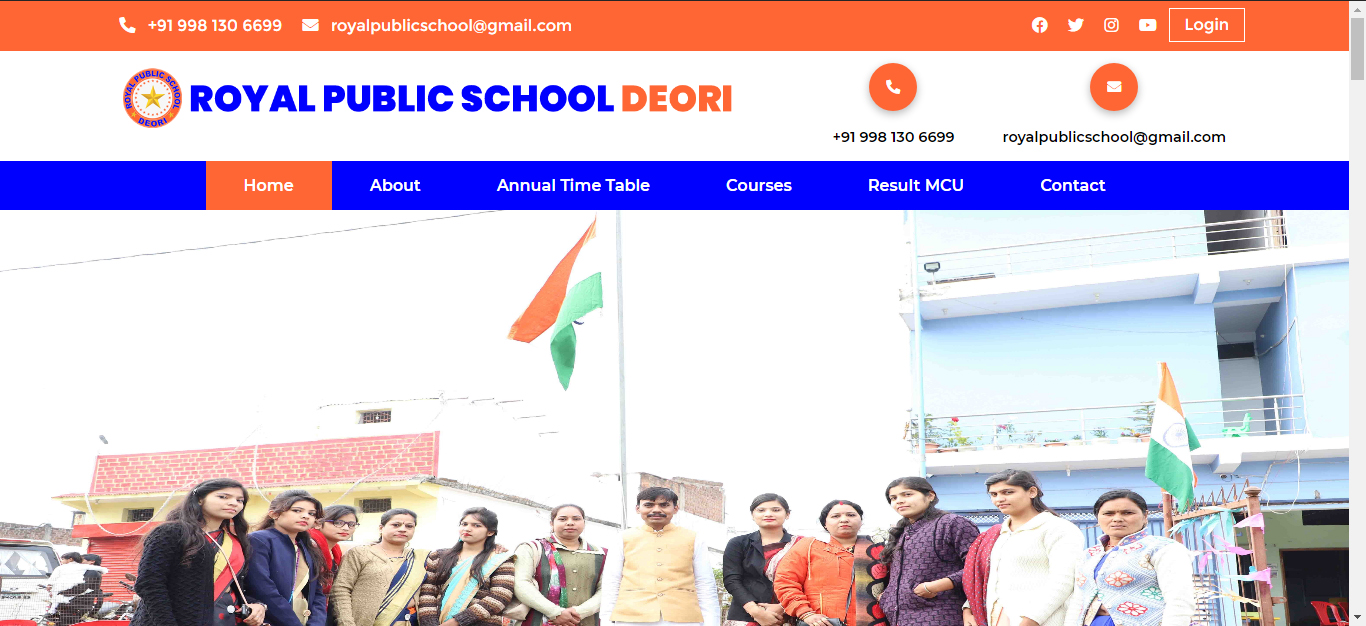 +91 998 130 6699 royalpublicschool@gmail.com Login
ROYAL PUBLIC SCHOOL
DEORI
ROYAL PUBLIC SCHOOL DEORI
+91 998 130 6699 royalpublicschool@gmail.com
Home About Annual Time Table Courses Result MCU Contact